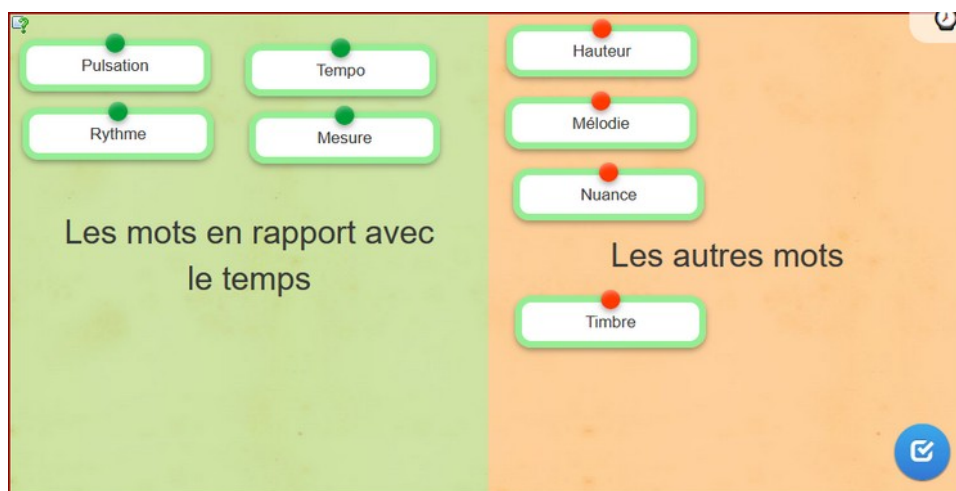 Pulsation
Tempo
Rythme
Mesure
Les mots en rapport avec
le temps
Hauteur
Mélodie
Nuance
Les autres mots
Timbre